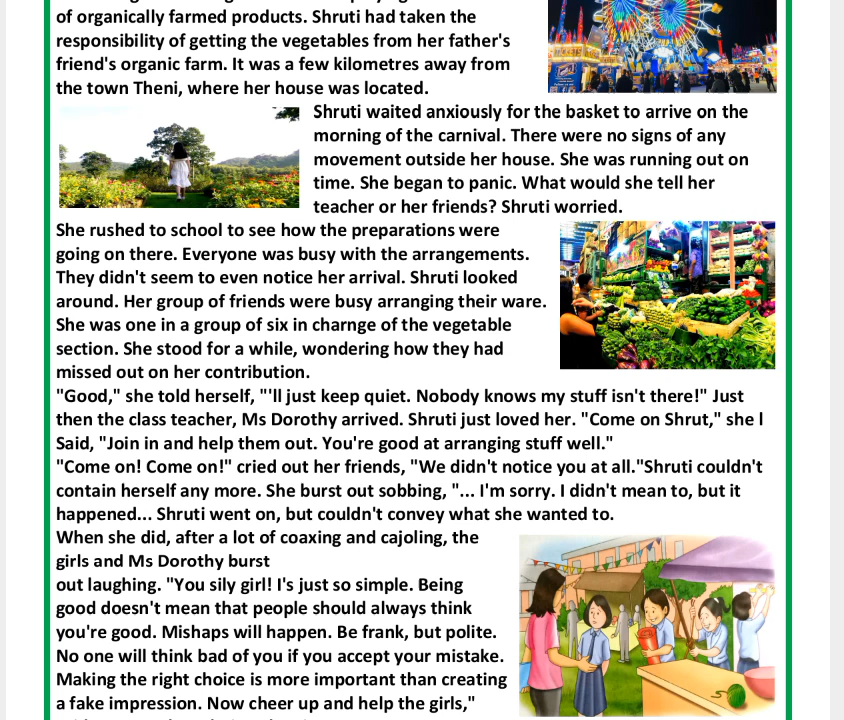 of organically farmed products. Shruti had taken the
responsibility of getting the vegetables from her father's
friend's organic farm. It was a few kilometres away from
the town Theni, where her house was located.
Shruti waited anxiously for the basket to arrive on the
morning of the carnival. There were no signs of any
movement outside her house. She was running out on
time. She began to panic. What would she tell her
teacher or her friends? Shruti worried.
She rushed to school to see how the preparations were
going on there. Everyone was busy with the arrangements.
They didn't seem to even notice her arrival. Shruti looked
around. Her group of friends were busy arranging their ware.
She was one in a group of six in charnge of the vegetable
section. She stood for a while, wondering how they had
missed out on her contribution.
"Good," she told herself, "'ll just keep quiet. Nobody knows my stuff isn't there!" Just
then the class teacher, Ms Dorothy arrived. Shruti just loved her. "Come on Shrut," she l
Said, "Join in and help them out. You're good at arranging stuff well."
"Come on! Come on!" cried out her friends, "We didn't notice you at all."Shruti couldn't
contain herself any more. She burst out sobbing, "... I'm sorry. I didn't mean to, but it
happened... Shruti went on, but couldn't convey what she wanted to.
When she did, after a lot of coaxing and cajoling, the
girls and Ms Dorothy burst
out laughing. "You sily girl! I's just so simple. Being
good doesn't mean that people should always think
you're good. Mishaps will happen. Be frank, but polite.
No one will think bad of you if you accept your mistake.
Making the right choice is more important than creating
a fake impression. Now cheer up and help the girls,"